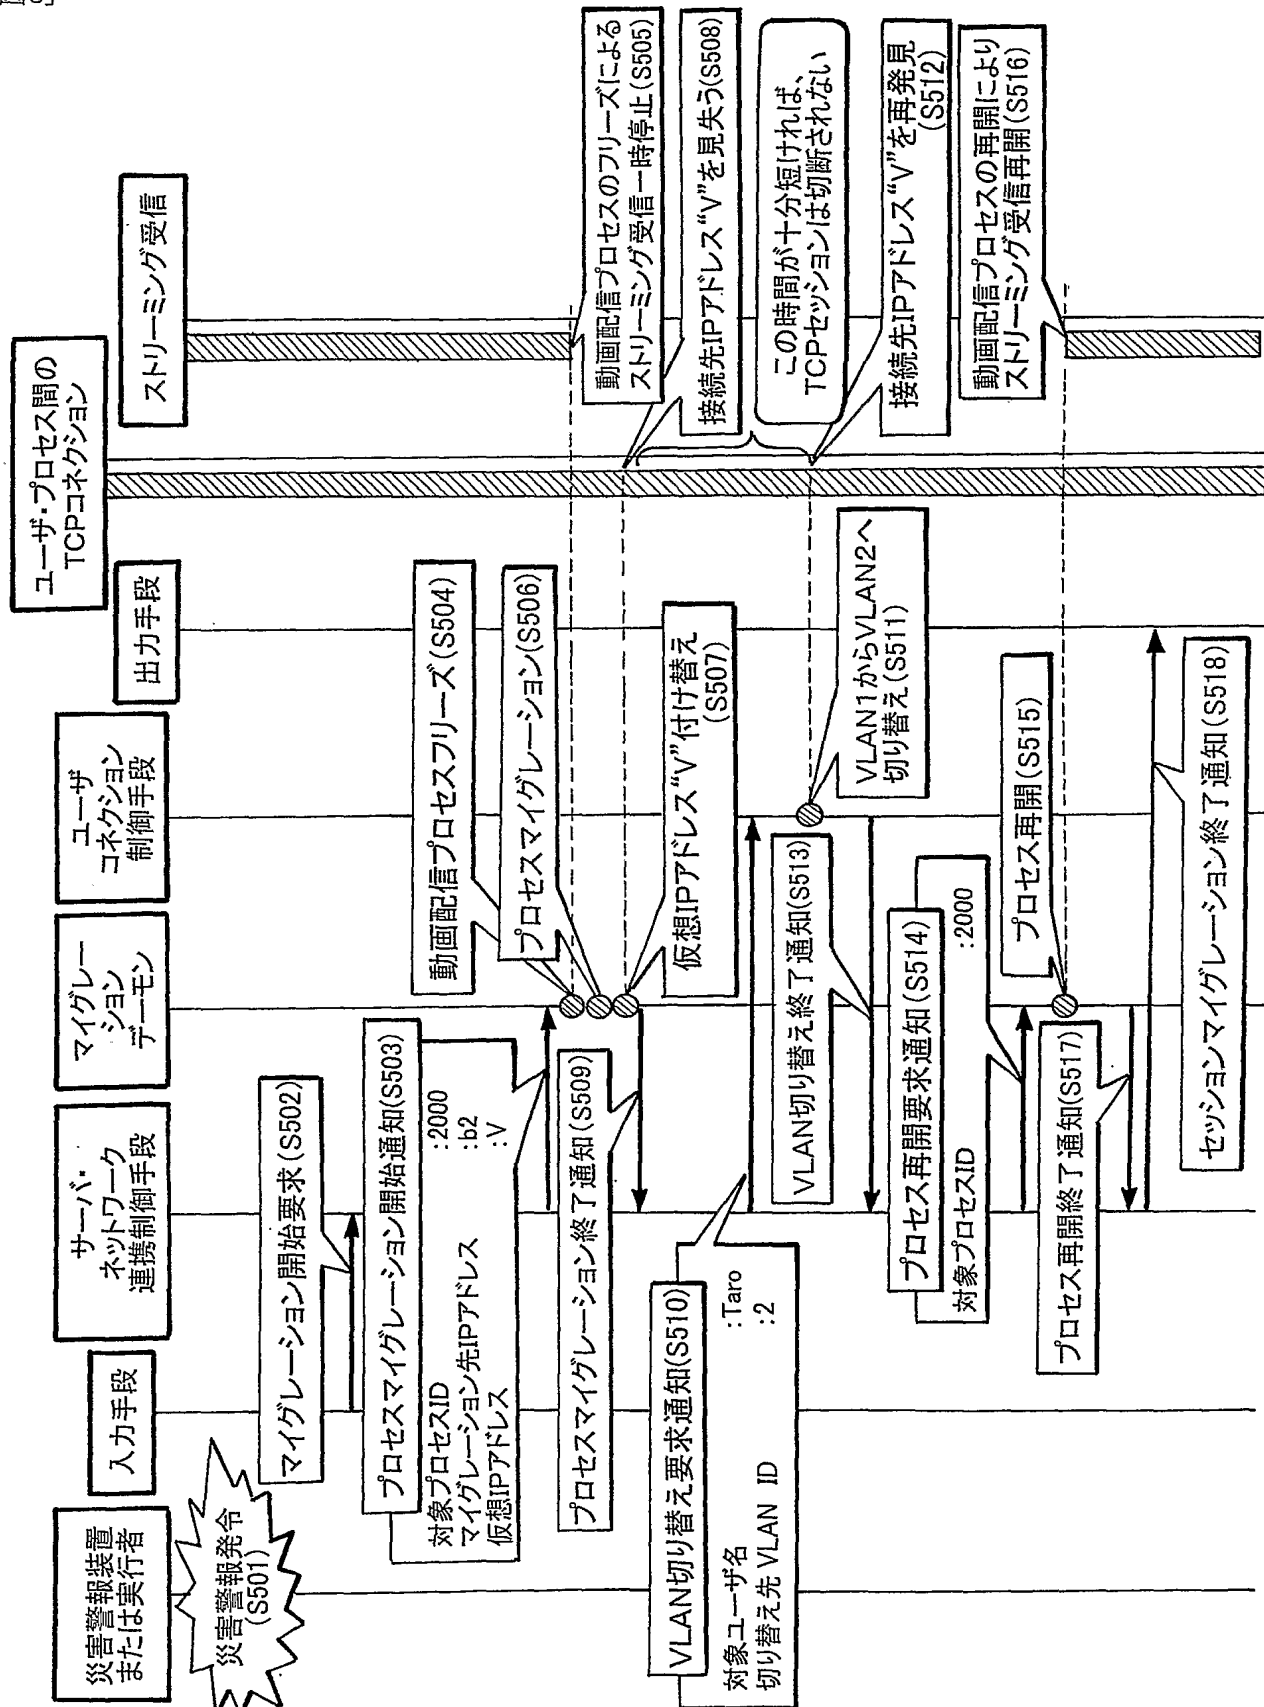 災害警報装置
または実行者
入力手段
サーバ・
ネットワーク
連携制御手段
マイグレー
ション
デーモン
ユーザ
コネクション
制御手段
出力手段
ユーザ・プロセス間の
TCPコネクション
ストリーミング受信
災害警報発令
(S501)
マイグレーション開始要求(S502)
プロセスマイグレーション開始通知(S503)
対象プロセスID :2000
マイグレーション先IPアドレス :b2
仮想IPアドレス :V
動画配信プロセスフリーズ(S504)
動画配信プロセスのフリーズによる
ストリーミング受信一時停止(S505)
プロセスマイグレーション(S506)
仮想IPアドレス“V”付け替え
(S507)
接続先IPアドレス“V”を見失う(S508)
この時間が十分短ければ、
TCPセッションは切断されない
プロセスマイグレーション終了通知(S509)
VLAN切り替え要求通知(S510)
対象ユーザ名 :Taro
切り替え先 VLAN ID :2
VLAN1からVLAN2へ
切り替え(S511)
接続先IPアドレス“V”を再発見
(S512)
VLAN切り替え終了通知(S513)
プロセス再開要求通知(S514)
対象プロセスID :2000
プロセス再開(S515)
動画配信プロセスの再開により
ストリーミング受信再開(S516)
プロセス再開終了通知(S517)
セッションマイグレーション終了通知(S518)